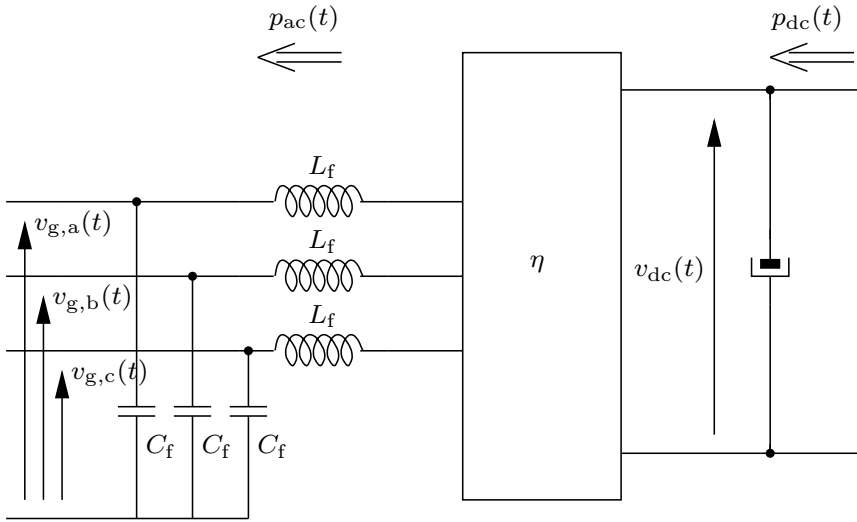 p_ac(t)
p_dc(t)
L_f
v_g,a(t)
L_f
η
v_dc(t)
v_g,b(t)
L_f
v_g,c(t)
C_f C_f C_f